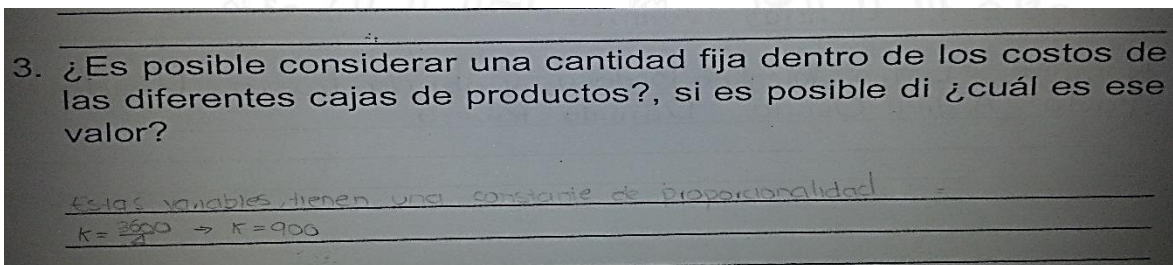 3. ¿Es posible considerar una cantidad fija dentro de los costos de
las diferentes cajas de productos?, si es posible di ¿cuál es ese
valor?
Estas variables, tienen una constante de proporcionalidad
K = 3600/4 → K = 900